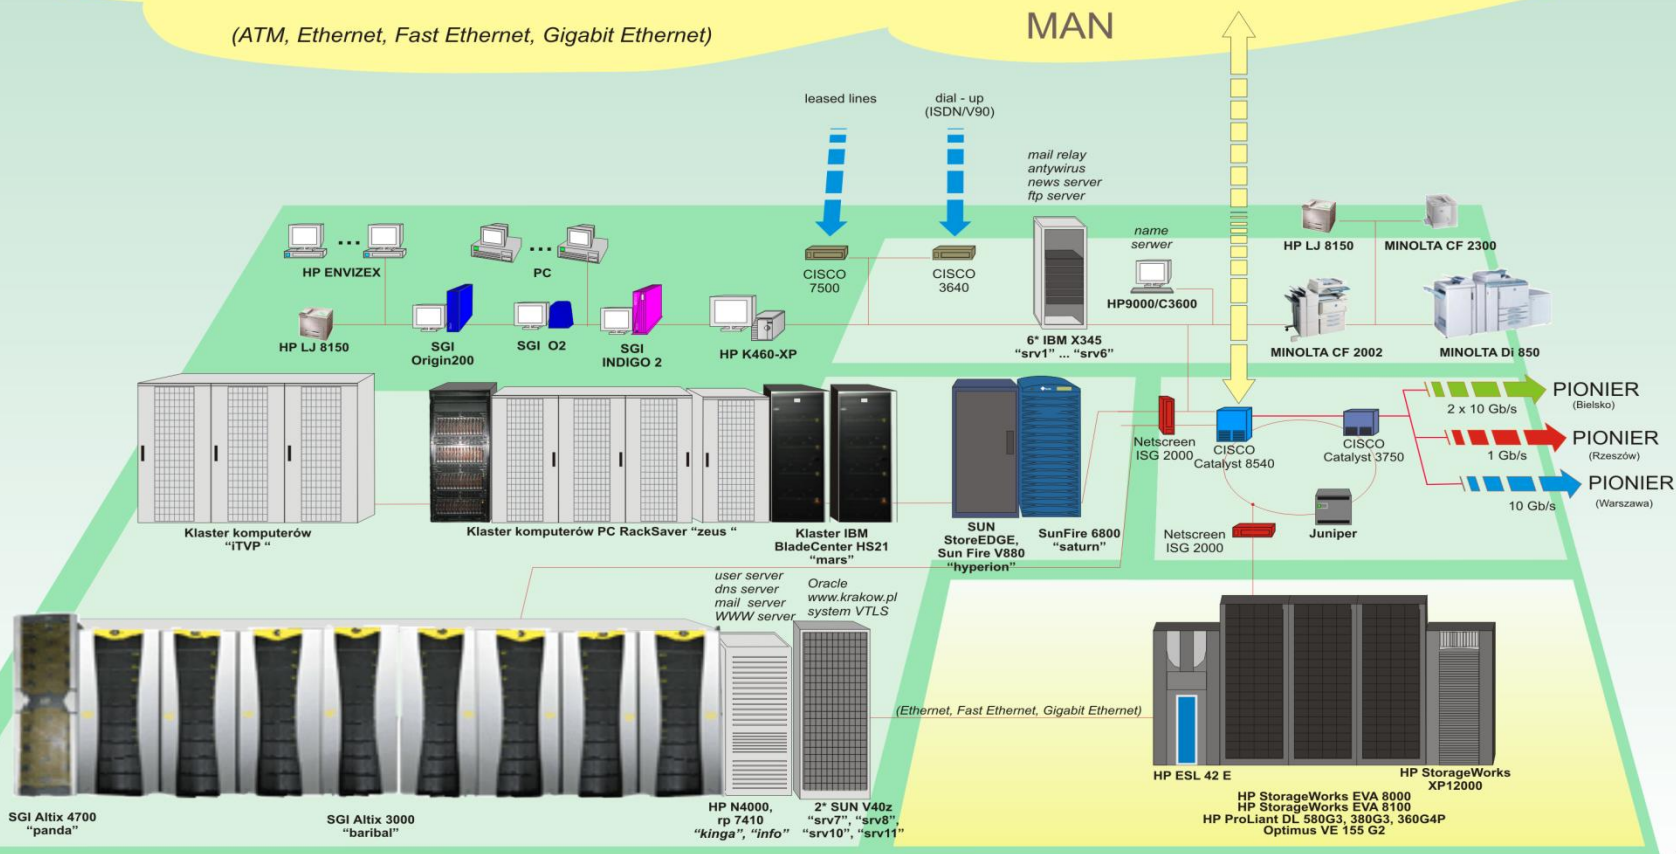 (ATM, Ethernet, Fast Ethernet, Gigabit Ethernet)
MAN
leased lines
dial - up
(ISDN/V90)
mail relay
antywirus
news server
ftp server
name
serwer
HP ENVIZEX
...
PC
...
CISCO
7500
CISCO
3640
HP9000/C3600
HP LJ 8150
MINOLTA CF 2300
HP LJ 8150
SGI
Origin200
SGI O2
SGI
INDIGO 2
HP K460-XP
6* IBM X345
“srv1” ... “srv6”
MINOLTA CF 2002
MINOLTA Di 850
PIONIER
(Bielsko)
2 x 10 Gb/s
PIONIER
(Rzeszów)
1 Gb/s
PIONIER
(Warszawa)
10 Gb/s
Netscreen
ISG 2000
CISCO
Catalyst 8540
CISCO
Catalyst 3750
Netscreen
ISG 2000
Juniper
Klaster komputerów
“iTVP “
Klaster komputerów PC RackSaver “zeus “
Klaster IBM
BladeCenter HS21
“mars”
SUN
StoreEDGE,
Sun Fire V880
“hyperion”
SunFire 6800
“saturn”
user server
dns server
mail server
WWW server
Oracle
www.krakow.pl
system VTLS
(Ethernet, Fast Ethernet, Gigabit Ethernet)
SGI Altix 4700
“panda”
SGI Altix 3000
“baribal”
HP N4000,
rp 7410
“kinga”, “info”
2* SUN V40z
“srv7”, “srv8”,
“srv10”, “srv11”
HP ESL 42 E
HP StorageWorks
XP12000
HP StorageWorks EVA 8000
HP StorageWorks EVA 8100
HP ProLiant DL 580G3, 380G3, 360G4P
Optimus VE 155 G2